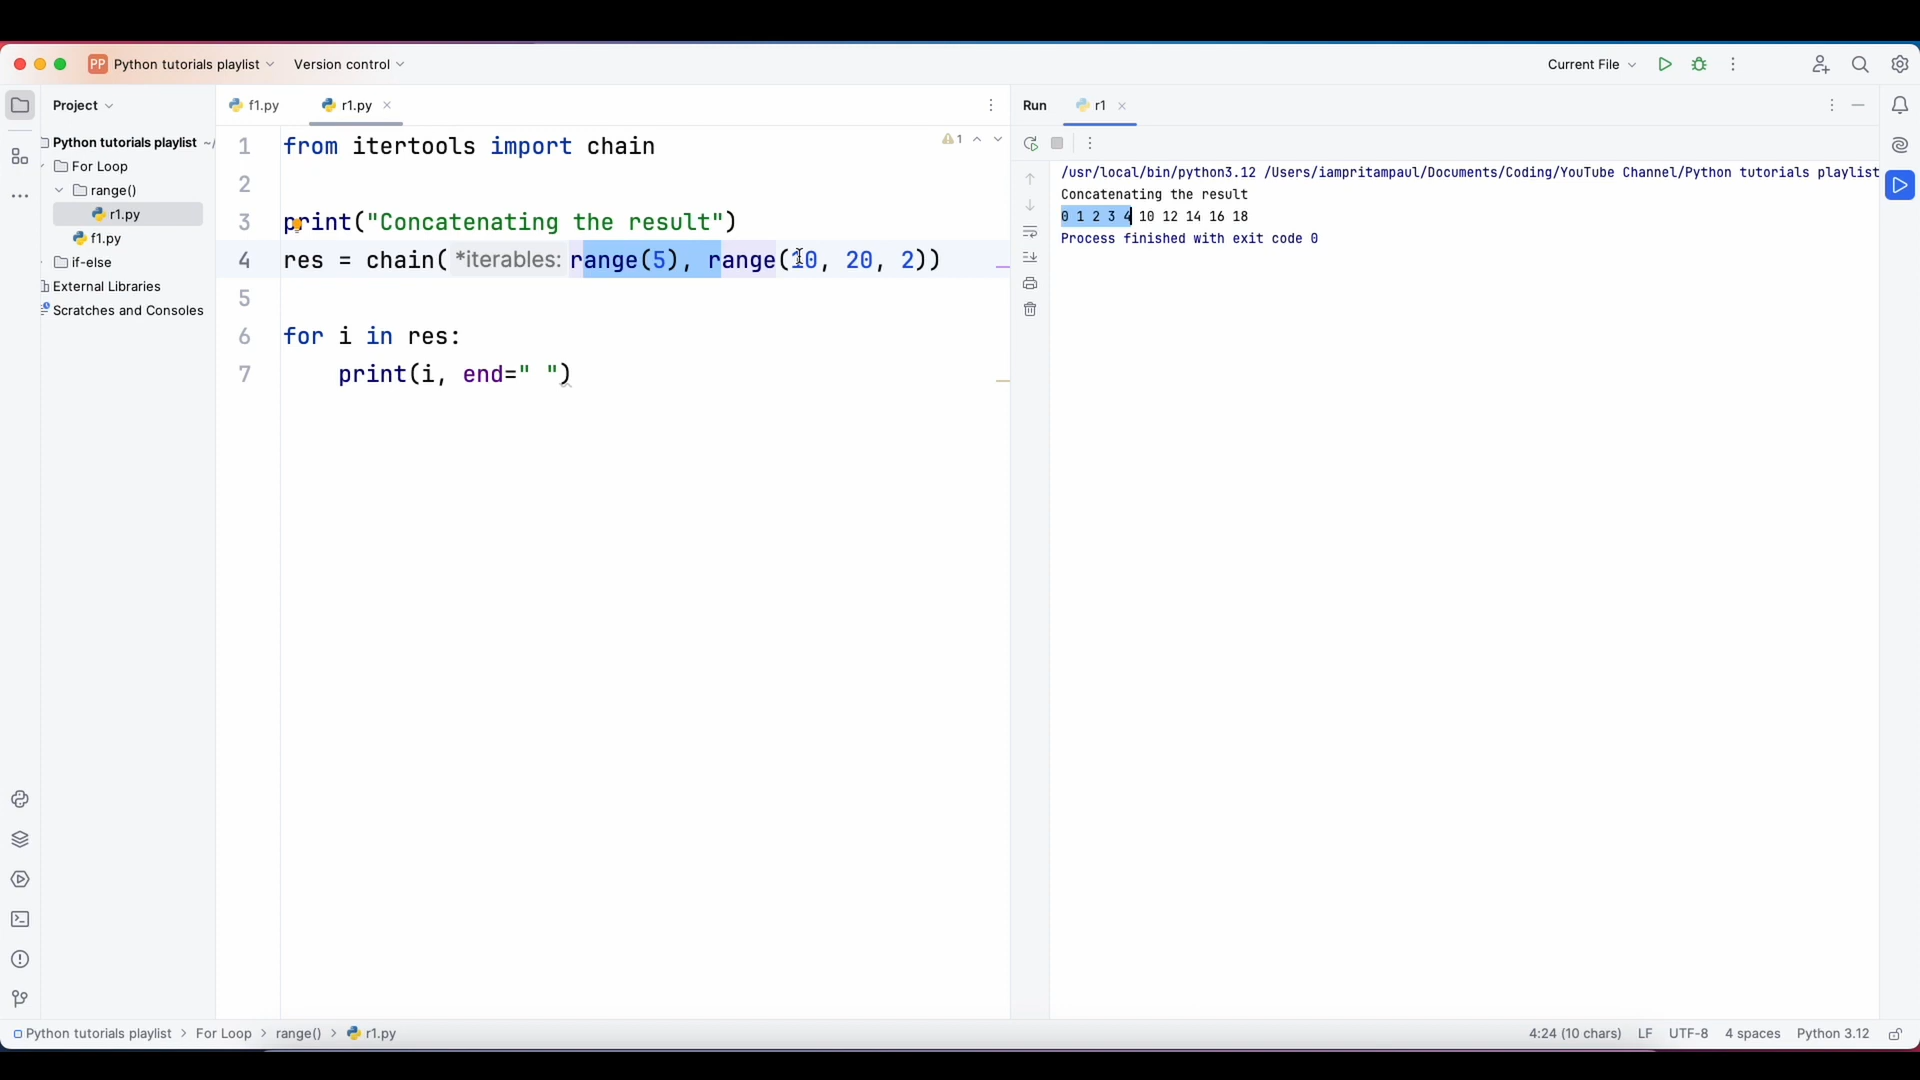 PP Python tutorials playlist Version control Current File
Project
f1.py r1.py
Run r1
Python tutorials playlist ~/
For Loop
range()
r1.py
f1.py
if-else
External Libraries
Scratches and Consoles
1 from itertools import chain
1
2
3 print("Concatenating the result")
4 res = chain( *iterables: range(5), range(10, 20, 2))
5
6 for i in res:
7 print(i, end=" ")
/usr/local/bin/python3.12 /Users/iampritampaul/Documents/Coding/YouTube Channel/Python tutorials playlist
Concatenating the result
0 1 2 3 4 10 12 14 16 18
Process finished with exit code 0
Python tutorials playlist > For Loop > range() > r1.py
4:24 (10 chars) LF UTF-8 4 spaces Python 3.12